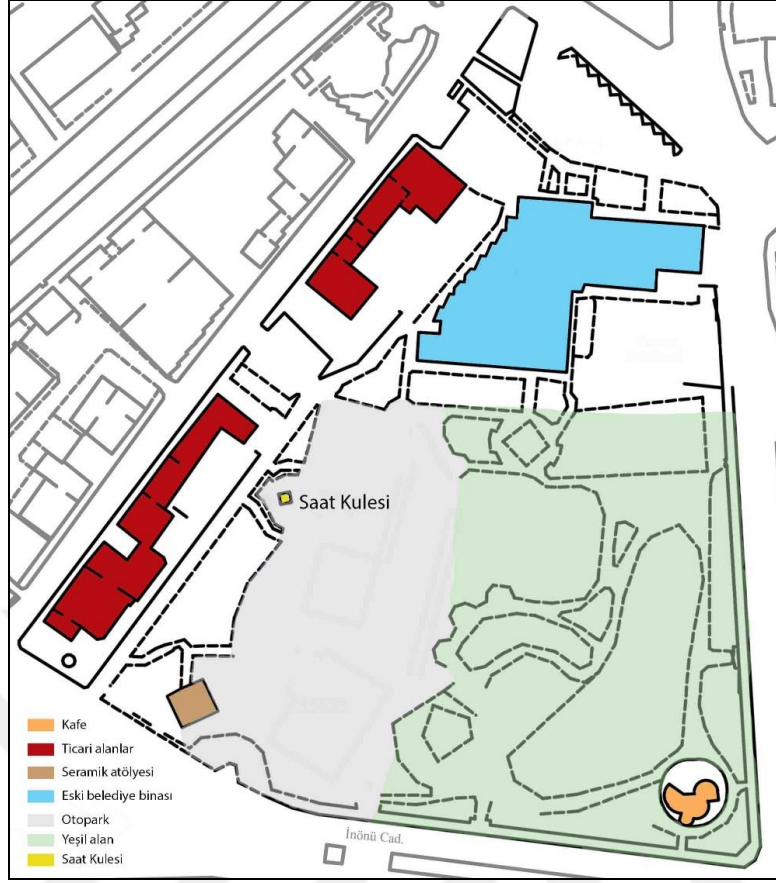 Saat Kulesi
Kafe
Ticari alanlar
Seramik atölyesi
Eski belediye binası
Otopark
Yeşil alan
Saat Kulesi
İnönü Cad.